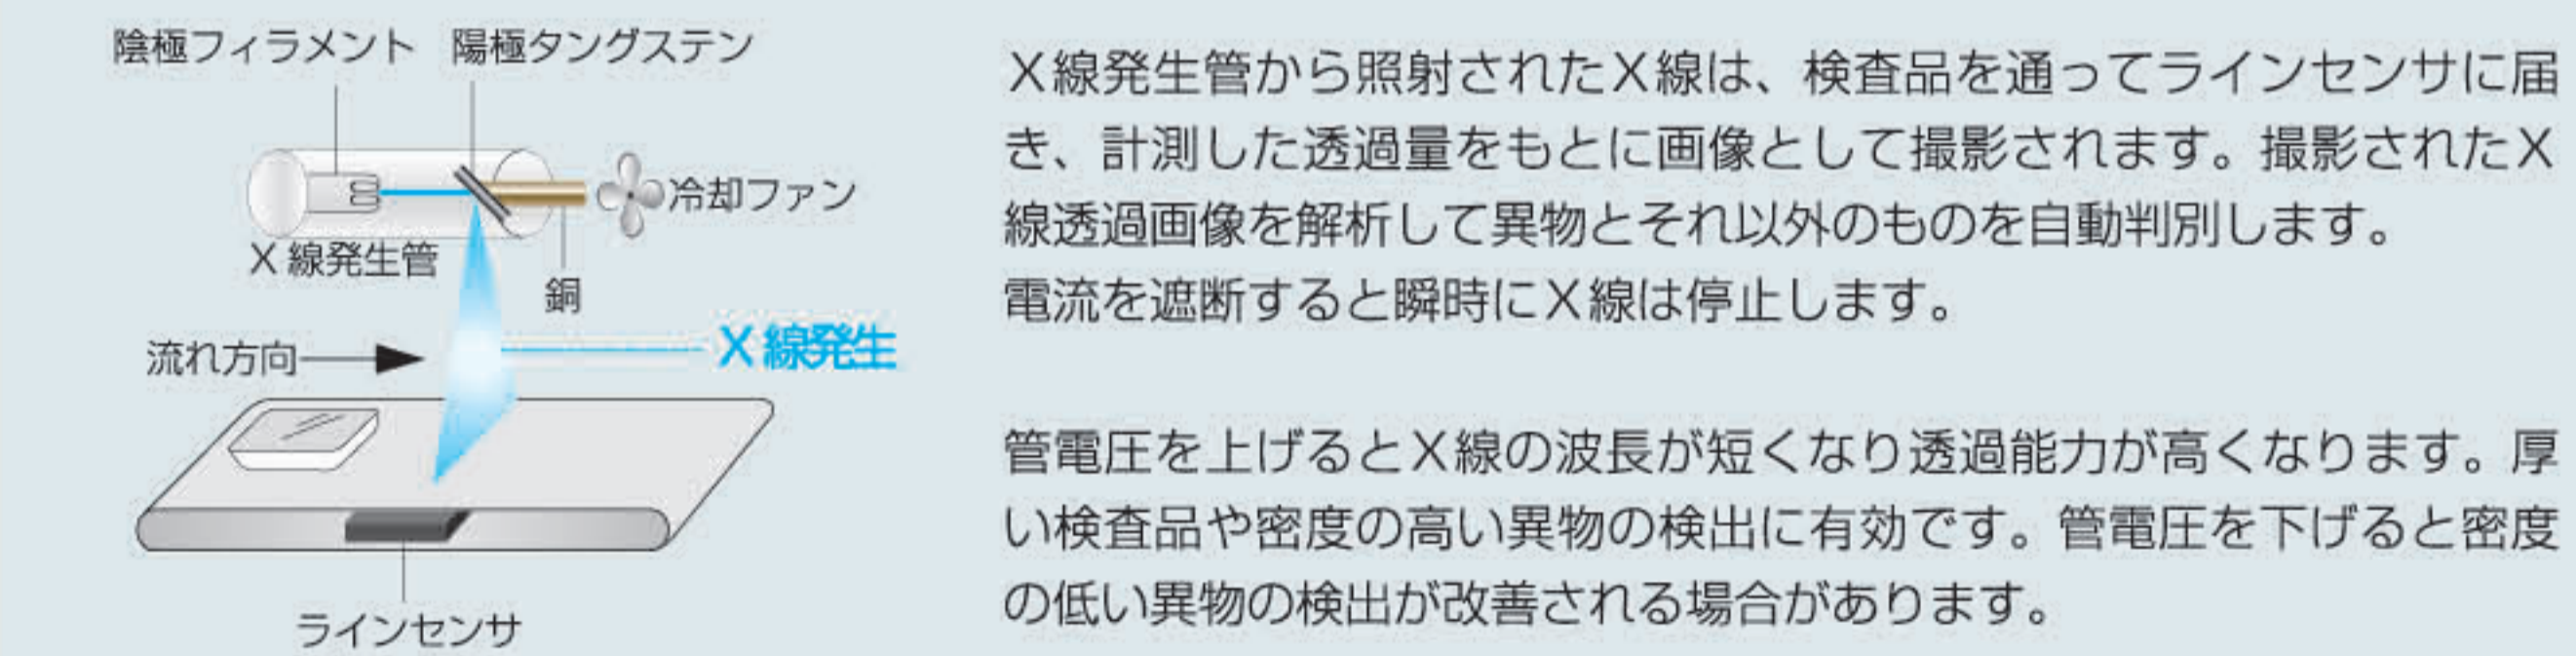 陰極フィラメント
陽極タングステン
冷却ファン
X線発生管
銅
X線発生
流れ方向
ラインセンサ
X線発生管から照射されたX線は、検査品を通ってラインセンサに届
き、計測した透過量をもとに画像として撮影されます。撮影されたX
線透過画像を解析して異物とそれ以外のものを自動判別します。
電流を遮断すると瞬時にX線は停止します。
管電圧を上げるとX線の波長が短くなり透過能力が高くなります。厚
い検査品や密度の高い異物の検出に有効です。管電圧を下げると密度
の低い異物の検出が改善される場合があります。